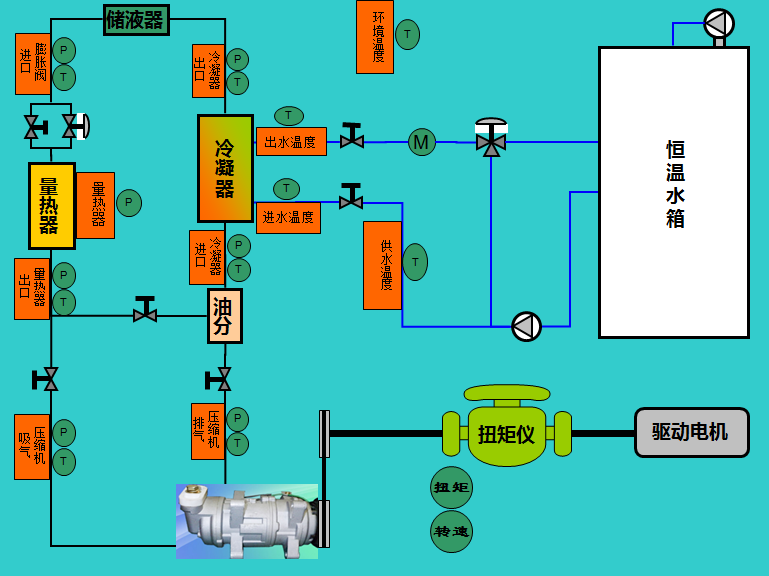 储液器
进口
膨胀阀
P
T
出口
冷凝器
P
T
环境温度
T
冷凝器
T
出水温度
M
恒温水箱
量热器
量热器
P
T
进水温度
进口
冷凝器
P
T
供水温度
T
出口
量热器
P
T
油分
吸气
压缩机
P
T
排气
压缩机
P
T
扭矩仪
驱动电机
扭矩
转速